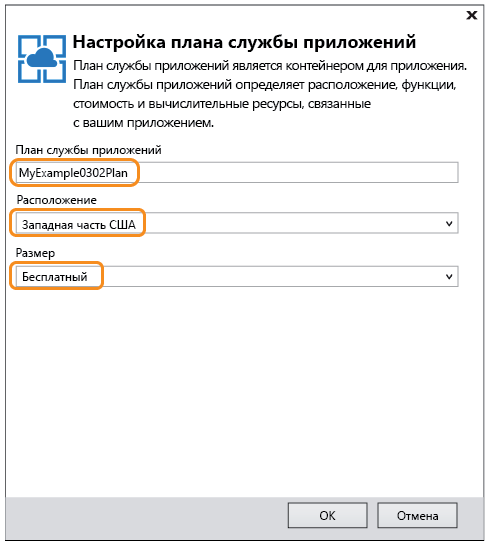 Настройка плана службы приложений
План службы приложений является контейнером для приложения.
План службы приложений определяет расположение, функции,
стоимость и вычислительные ресурсы, связанные
с вашим приложением.
План службы приложений
MyExample0302Plan
Расположение
Западная часть США
Размер
Бесплатный
OK
Отмена